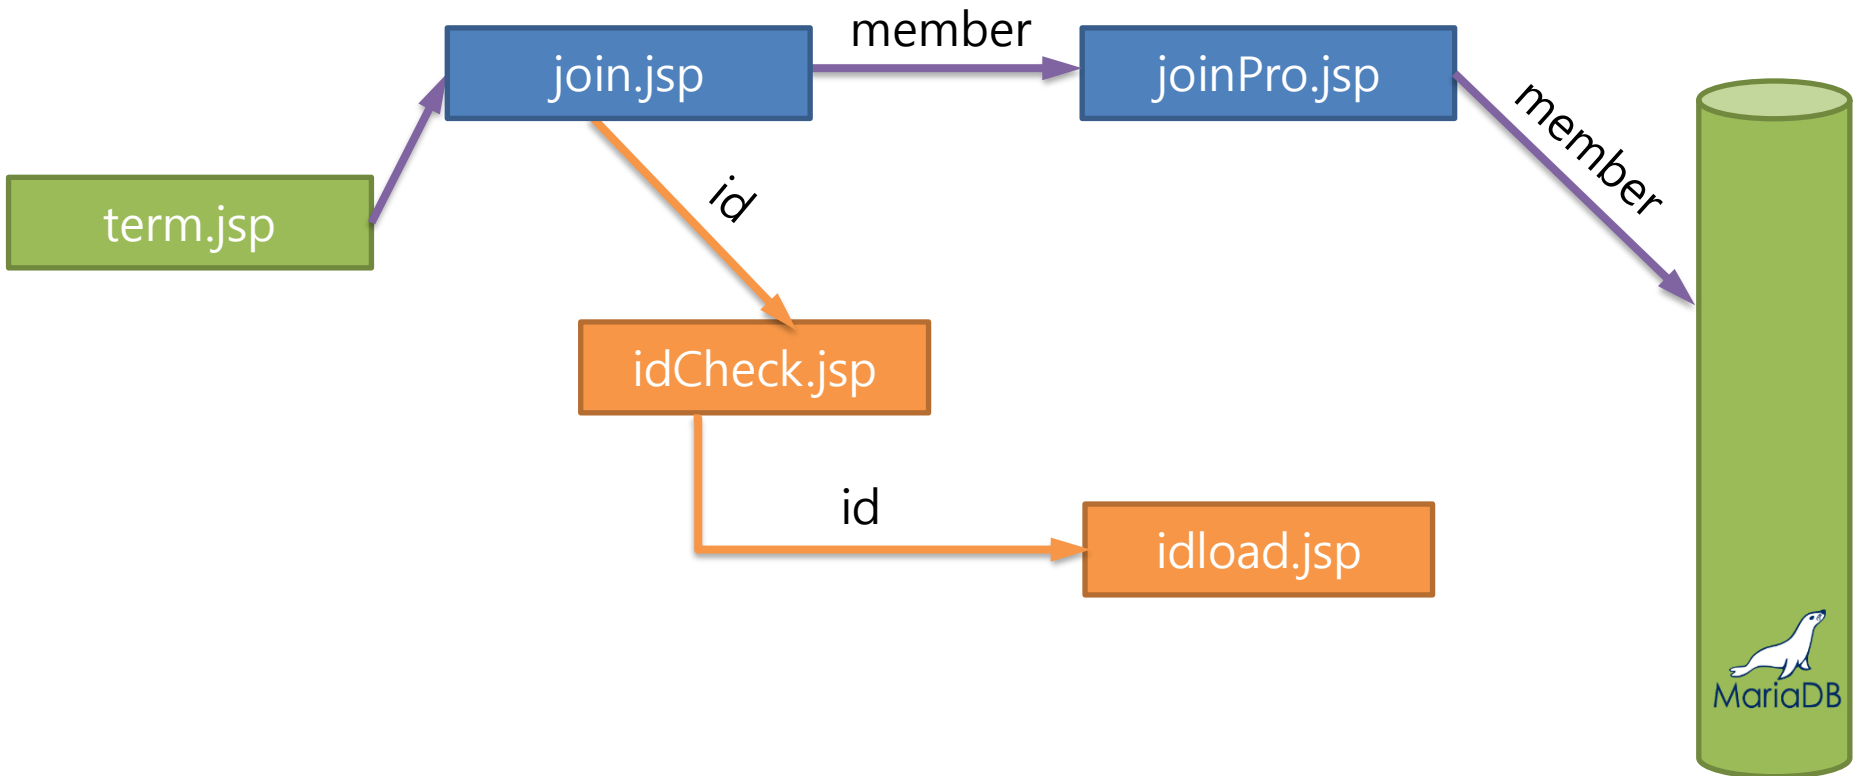 member
join.jsp
joinPro.jsp
member
term.jsp
id
idCheck.jsp
id
idload.jsp
MariaDB